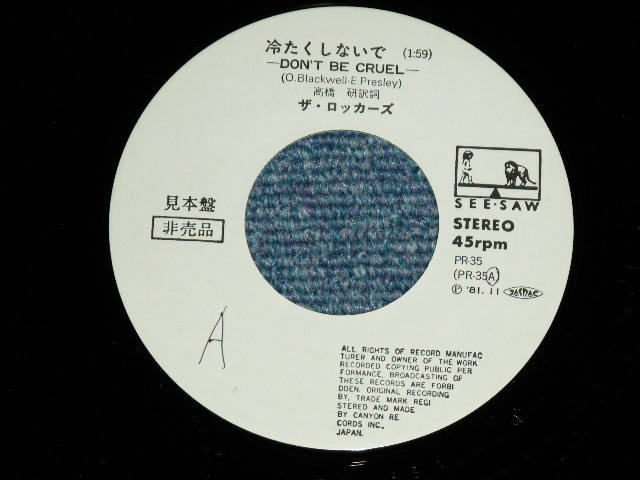 冷たくしないで (1:59)
—DON'T BE CRUEL—
(O.Blackwell-E.Presley)
高橋 研訳詞
ザ・ロッカーズ
見本盤
非売品
SEE・SAW
STEREO
45rpm
PR-35
(PR-35A)
Ⓟ '81. 11
A
ALL RIGHTS OF RECORD MANUFAC
TURER AND OWNER OF THE WORK
RECORDED COPYING PUBLIC PER
FORMANCE, BROADCASTING OF
THESE RECORDS ARE FORBI
DDEN. ORIGINAL RECORDING
BY, TRADE MARK REGI
STERED AND MADE
BY CANYON RE
CORDS INC.,
JAPAN.